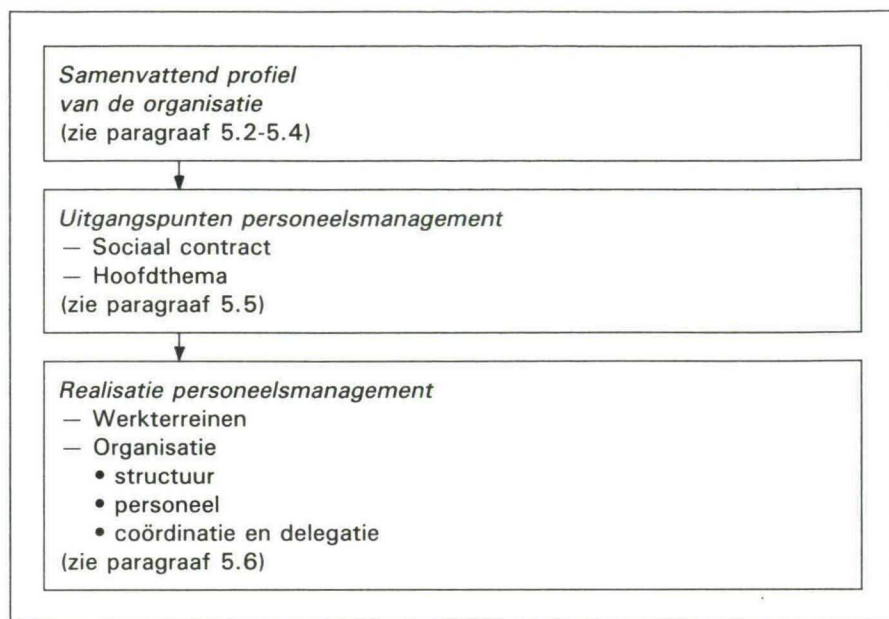 Samenvattend profiel
van de organisatie
(zie paragraaf 5.2-5.4)
Uitgangspunten personeelsmanagement
— Sociaal contract
— Hoofdthema
(zie paragraaf 5.5)
Realisatie personeelsmanagement
— Werkterreinen
— Organisatie
• structuur
• personeel
• coördinatie en delegatie
(zie paragraaf 5.6)